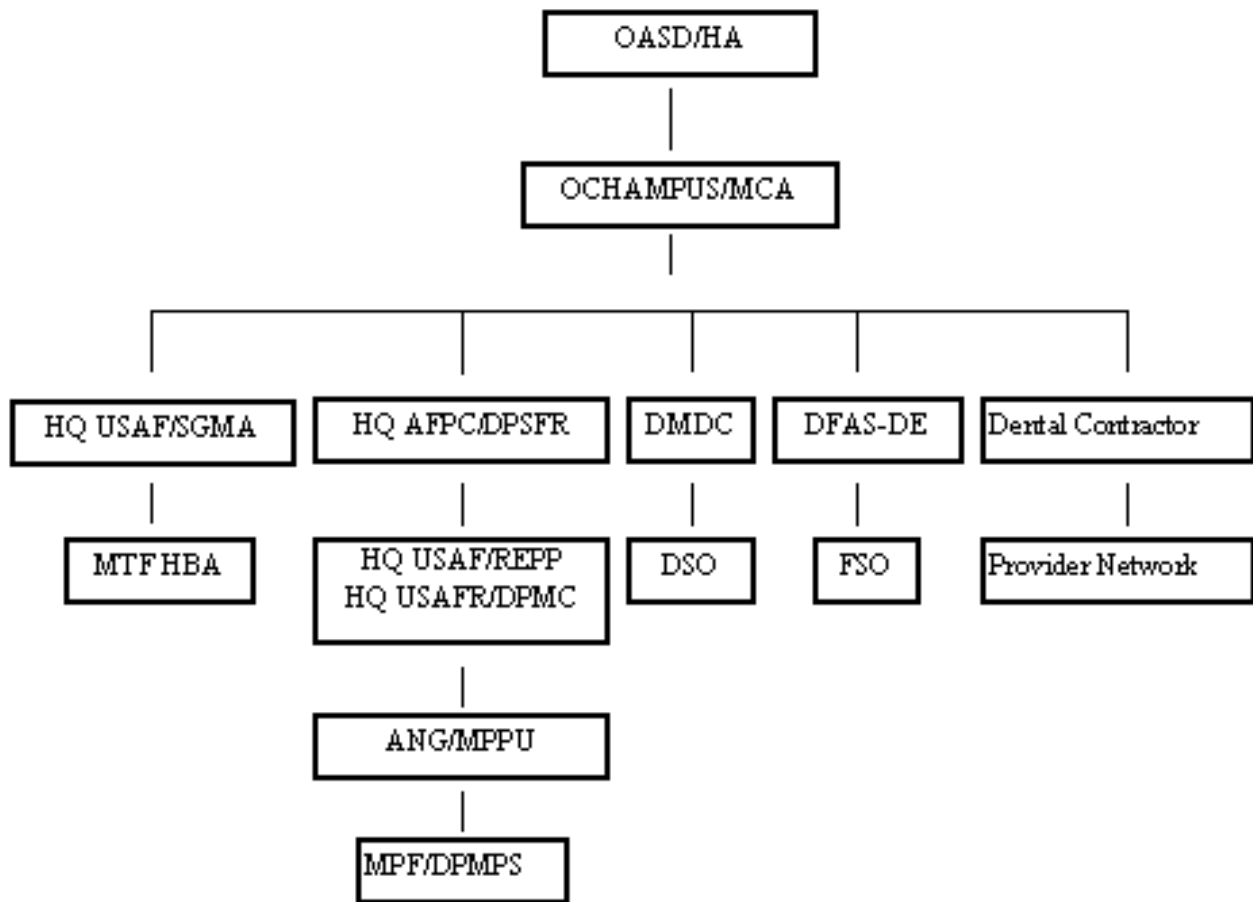 OASD/HA
OCHAMPUS/MCA
HQ USAF/SGMA
HQ AFPC/DPSFR
DMDC
DFAS-DE
Dental Contractor
MTF HBA
HQ USAF/REPP
HQ USAFR/DPMC
DSO
FSO
Provider Network
ANG/MPPU
MPF/DPMPS